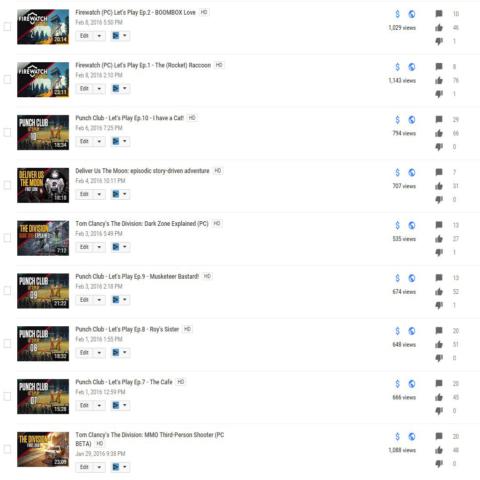 FIREWATCH
20:14
Firewatch (PC) Let's Play Ep.2 - BOOMBOX Love HD
Feb 8, 2016 5:50 PM
Edit
1,029 views
10
46
1
FIREWATCH
23:11
Firewatch (PC) Let's Play Ep.1 - The (Rocket) Raccoon HD
Feb 8, 2016 2:10 PM
Edit
1,143 views
8
76
1
PUNCH CLUB
10
18:34
Punch Club - Let's Play Ep.10 - I have a Cat! HD
Feb 6, 2016 7:25 PM
Edit
794 views
29
66
0
DELIVER US
THE MOON
18:18
Deliver Us The Moon: episodic story-driven adventure HD
Feb 4, 2016 10:11 PM
Edit
707 views
7
31
0
THE DIVISION
EXPLAINED
7:12
Tom Clancy's The Division: Dark Zone Explained (PC) HD
Feb 3, 2016 5:49 PM
Edit
535 views
13
27
1
PUNCH CLUB
09
21:22
Punch Club - Let's Play Ep.9 - Musketeer Bastard! HD
Feb 3, 2016 2:18 PM
Edit
674 views
13
52
1
PUNCH CLUB
08
18:32
Punch Club - Let's Play Ep.8 - Roy's Sister HD
Feb 1, 2016 1:55 PM
Edit
648 views
20
51
0
PUNCH CLUB
07
15:28
Punch Club - Let's Play Ep.7 - The Cafe HD
Feb 1, 2016 12:59 PM
Edit
666 views
20
45
0
THE DIVISION
23:09
Tom Clancy's The Division: MMO Third-Person Shooter (PC
BETA) HD
Jan 29, 2016 9:38 PM
Edit
1,088 views
20
48
0